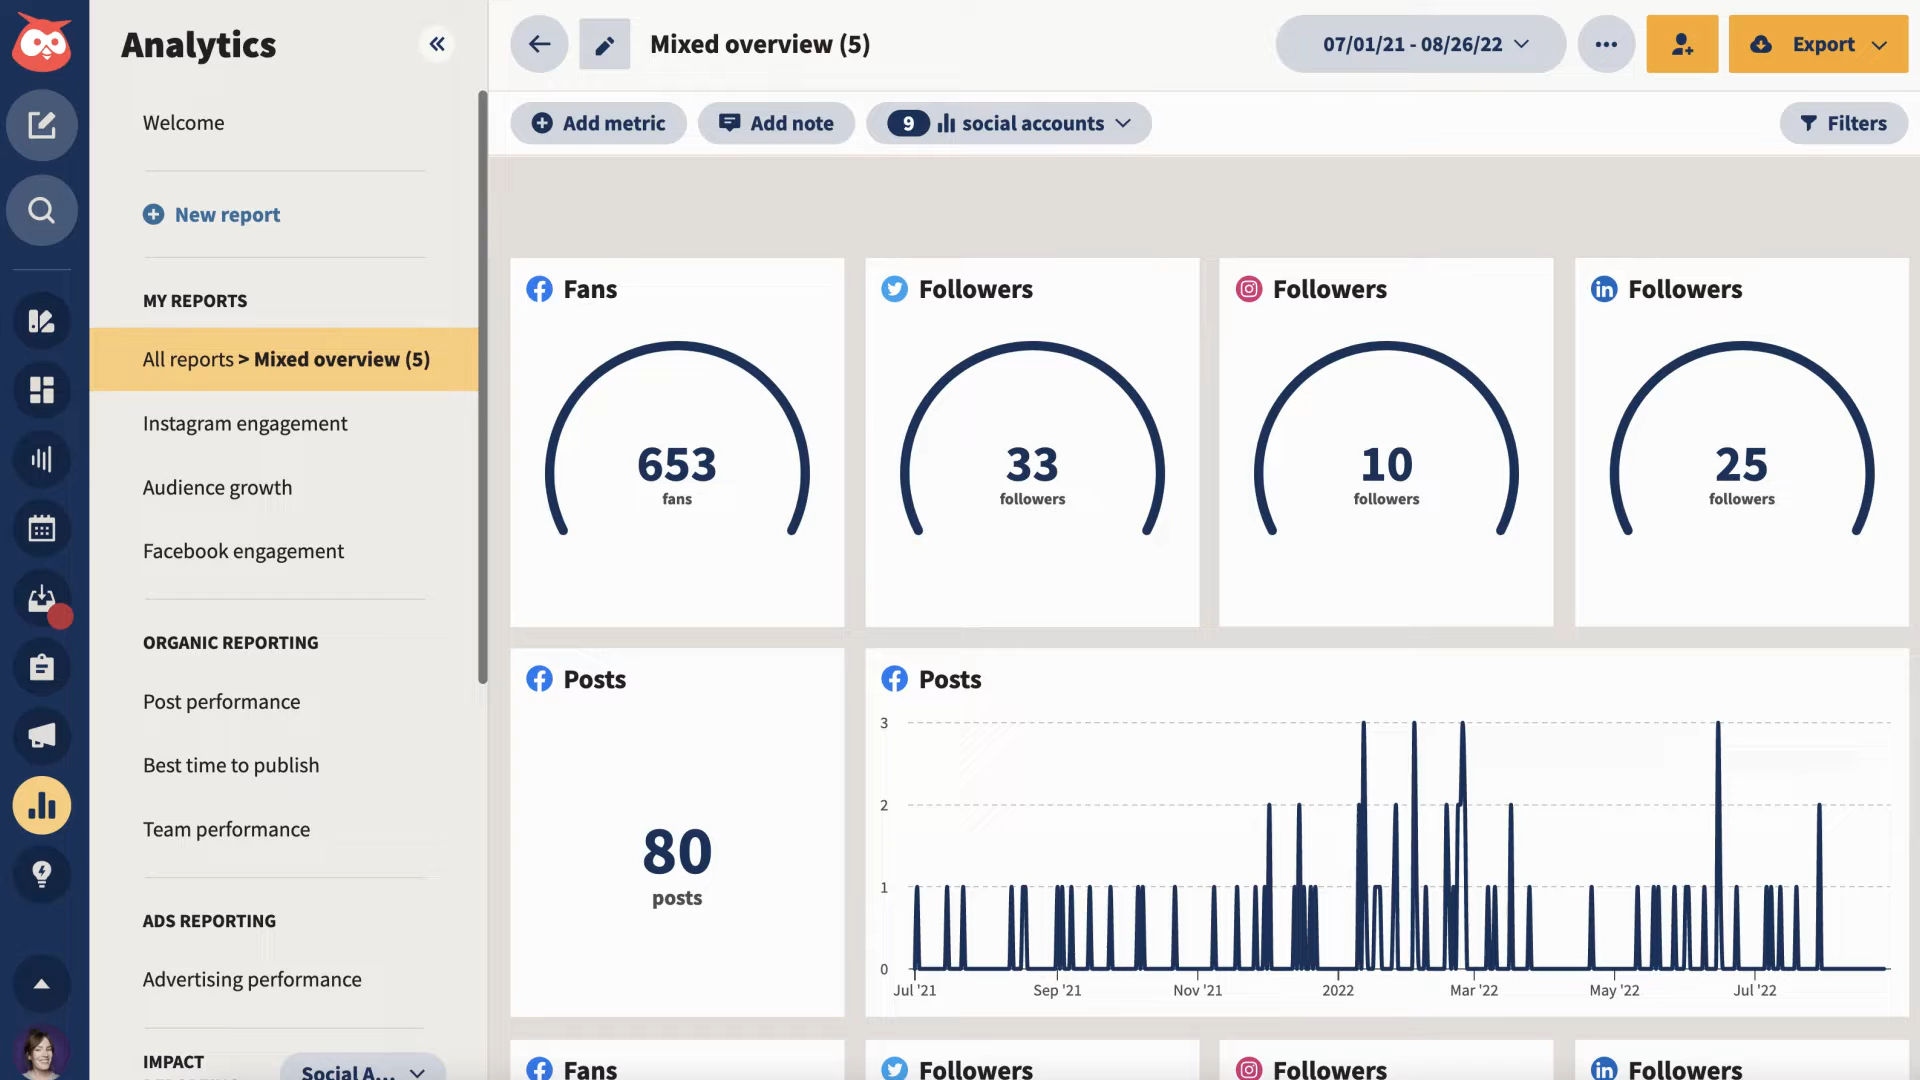 Analytics
Mixed overview (5)
07/01/21 - 08/26/22
Export
Add metric
Add note
9 social accounts
Filters
Welcome
New report
MY REPORTS
All reports > Mixed overview (5)
Instagram engagement
Audience growth
Facebook engagement
ORGANIC REPORTING
Post performance
Best time to publish
Team performance
ADS REPORTING
Advertising performance
IMPACT
Social A...
Fans
653
fans
Followers
33
followers
Followers
10
followers
Followers
25
followers
Posts
80
posts
Posts
3
2
1
0
Jul '21
Sep '21
Nov '21
2022
Mar '22
May '22
Jul '22
Fans
Followers
Followers
Followers